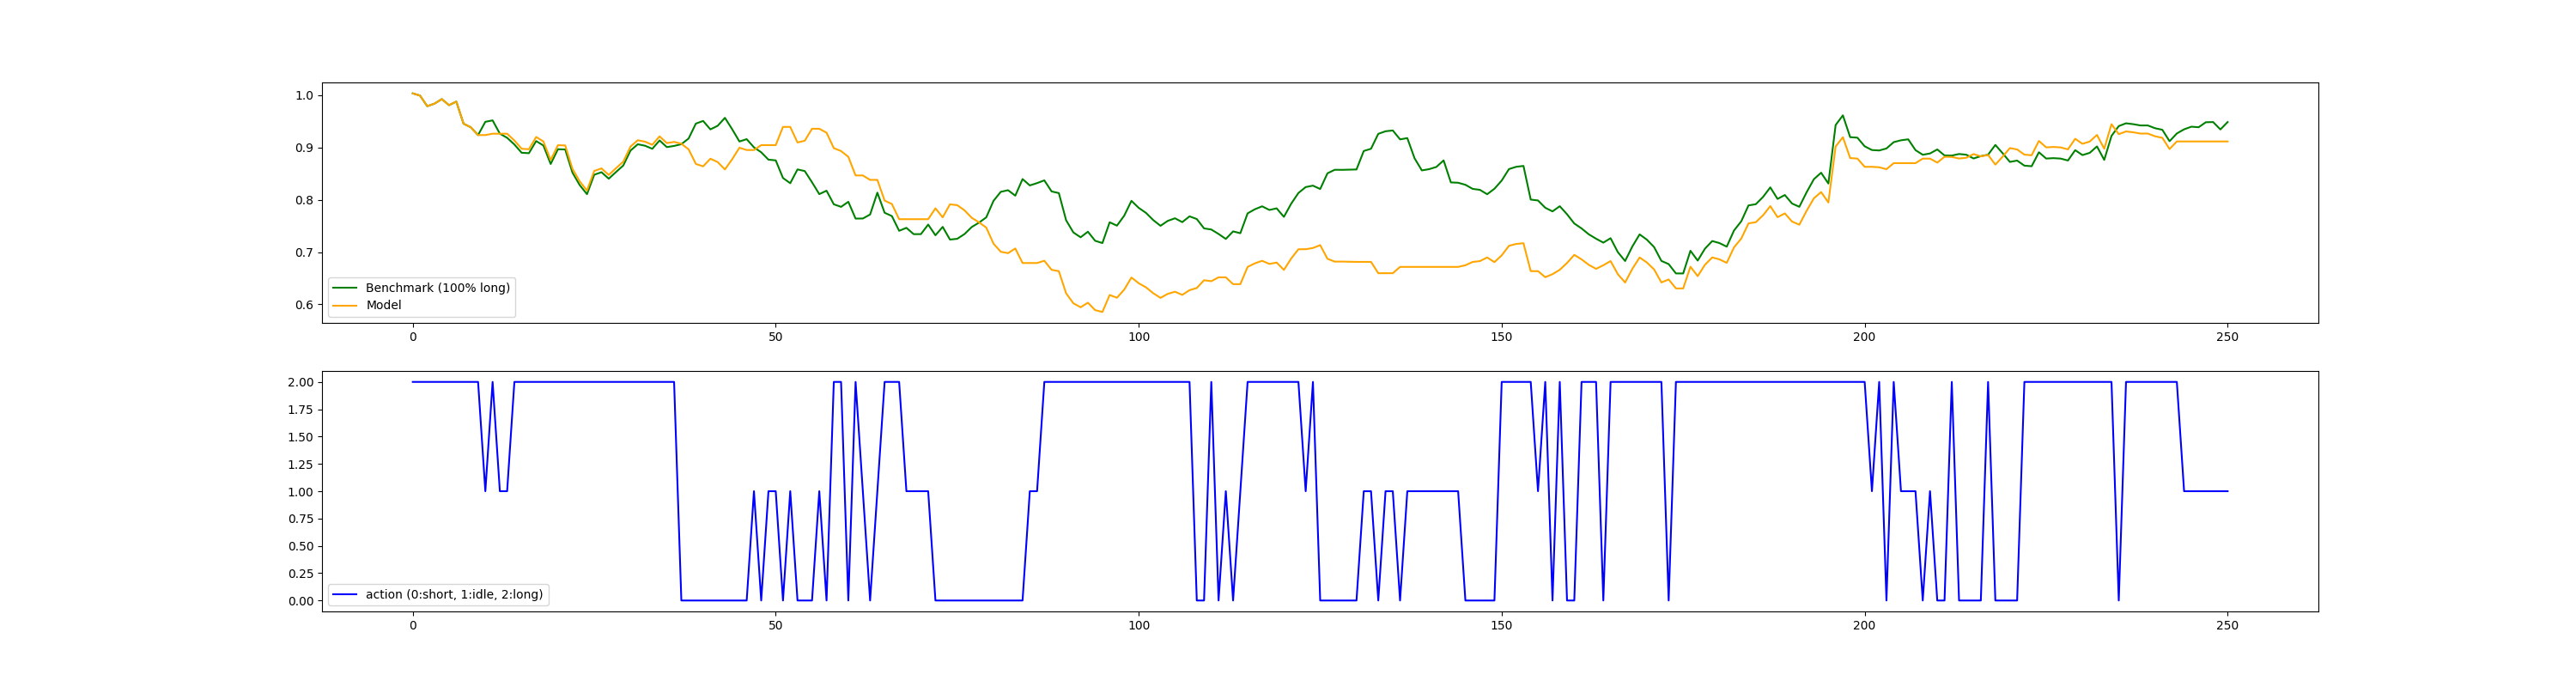 1.0
0.9
0.8
0.7
0.6
Benchmark (100% long)
Model
0 50 100 150 200 250
2.00
1.75
1.50
1.25
1.00
0.75
0.50
0.25
0.00
action (0:short, 1:idle, 2:long)
0 50 100 150 200 250